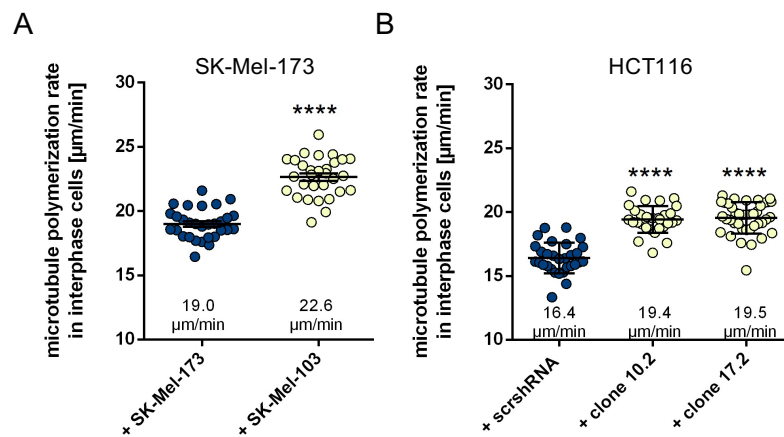 A
SK-Mel-173
microtubule polymerization rate
in interphase cells [µm/min]
30
25
20
15
10
****
19.0
µm/min
22.6
µm/min
+ SK-Mel-173
+ SK-Mel-103
B
HCT116
microtubule polymerization rate
in interphase cells [µm/min]
30
25
20
15
10
****
****
16.4
µm/min
19.4
µm/min
19.5
µm/min
+ scrshRNA
+ clone 10.2
+ clone 17.2